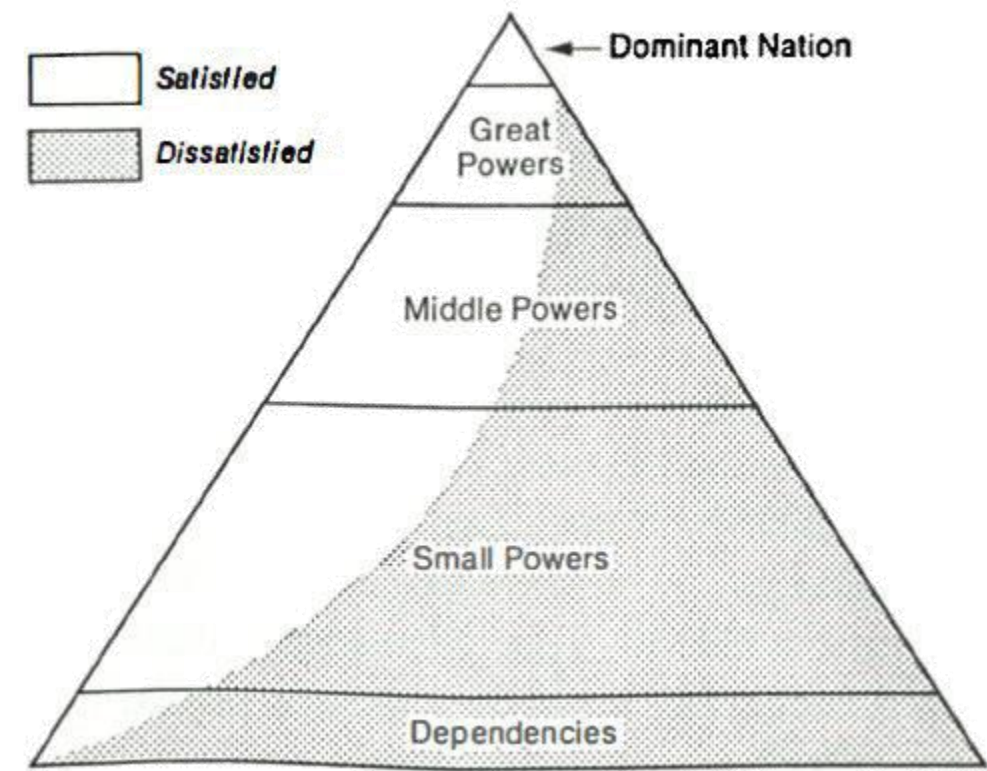 Dominant Nation
Satisfied
Dissatisfied
Great
Powers
Middle Powers
Small Powers
Dependencies